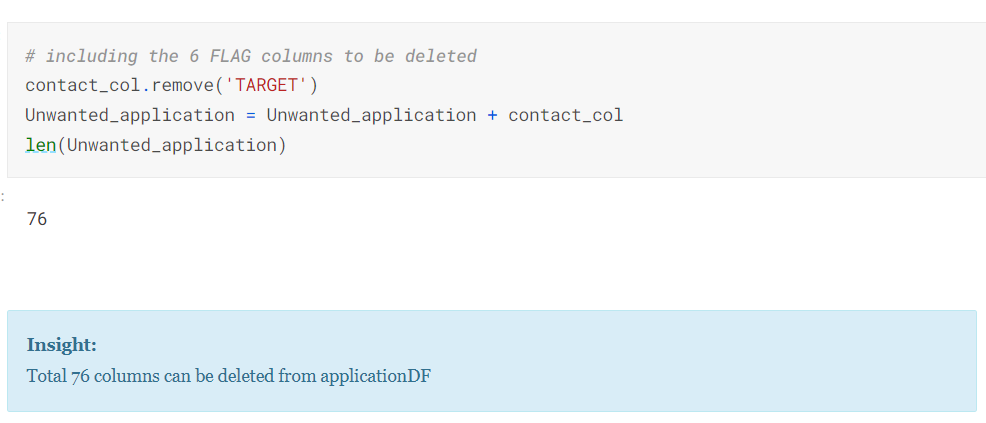 # including the 6 FLAG columns to be deleted
contact_col.remove('TARGET')
Unwanted_application = Unwanted_application + contact_col
len(Unwanted_application)
:
76
Insight:
Total 76 columns can be deleted from applicationDF